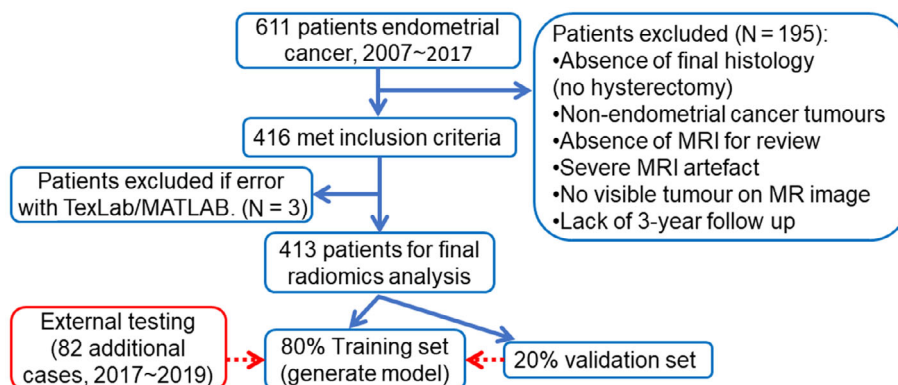 611 patients endometrial
cancer, 2007~2017
Patients excluded (N = 195):
•Absence of final histology
(no hysterectomy)
•Non-endometrial cancer tumours
•Absence of MRI for review
•Severe MRI artefact
•No visible tumour on MR image
•Lack of 3-year follow up
416 met inclusion criteria
Patients excluded if error
with TexLab/MATLAB. (N = 3)
413 patients for final
radiomics analysis
External testing
(82 additional
cases, 2017~2019)
80% Training set
(generate model)
20% validation set